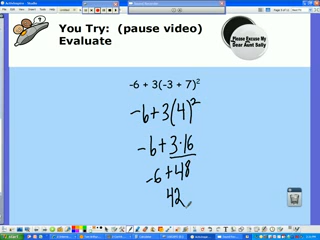 You Try: (pause video)
Evaluate
Please Excuse My
Dear Aunt Sally
-6 + 3(-3 + 7)²
-6+3(4)²
-6+3·16
-6+48
42